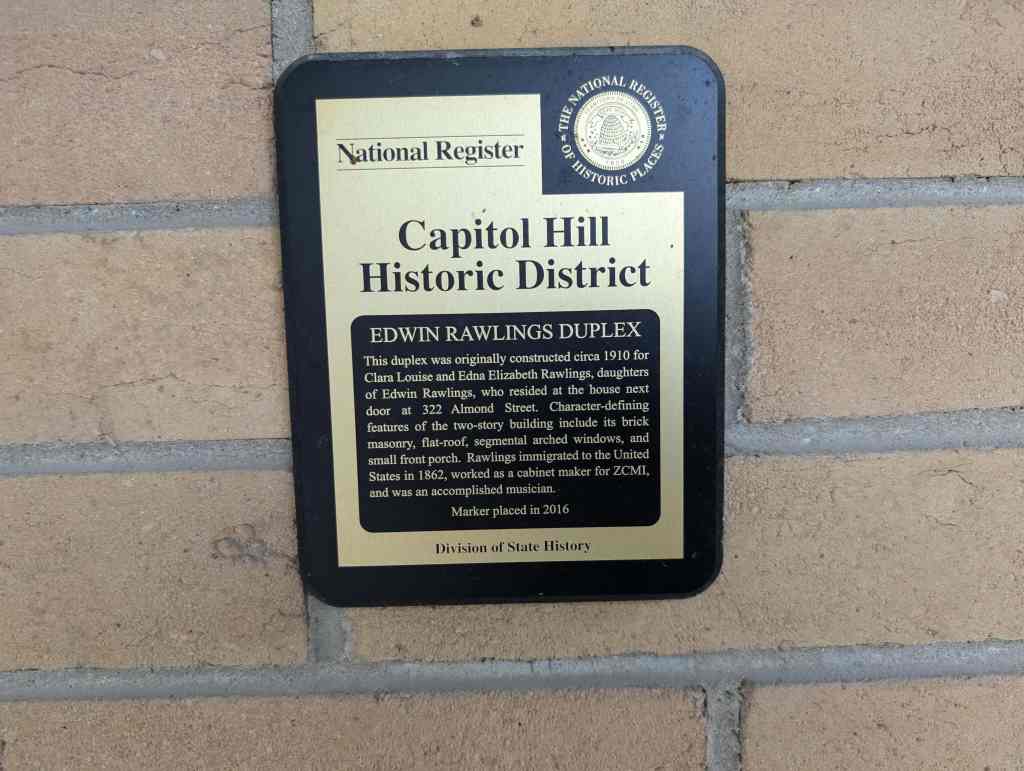 THE NATIONAL REGISTER
OF HISTORIC PLACES
National Register
Capitol Hill
Historic District
EDWIN RAWLINGS DUPLEX
This duplex was originally constructed circa 1910 for
Clara Louise and Edna Elizabeth Rawlings, daughters
of Edwin Rawlings, who resided at the house next
door at 322 Almond Street. Character-defining
features of the two-story building include its brick
masonry, flat-roof, segmental arched windows, and
small front porch. Rawlings immigrated to the United
States in 1862, worked as a cabinet maker for ZCMI,
and was an accomplished musician.
Marker placed in 2016
Division of State History